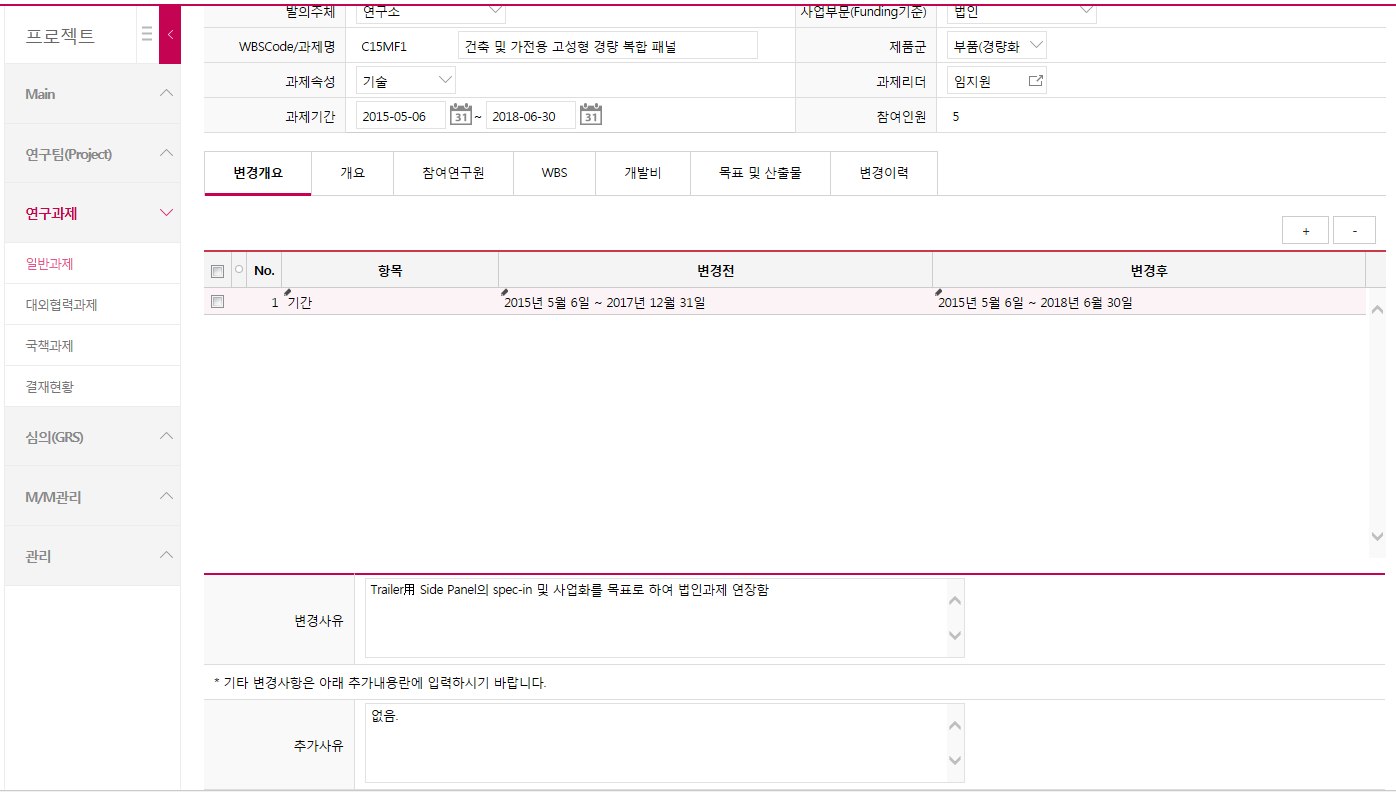 프로젝트
Main
연구팀(Project)
연구과제
일반과제
대외협력과제
국책과제
결재현황
심의(GRS)
M/M관리
관리
발의주체 연구소 사업부문(Funding기준) 법인
WBSCode/과제명 C15MF1 건축 및 가전용 고성형 경량 복합 패널 제품군 부품(경량화
과제속성 기술 과제리더 임지원
과제기간 2015-05-06 31 ~ 2018-06-30 31 참여인원 5
변경개요 개요 참여연구원 WBS 개발비 목표 및 산출물 변경이력
+ -
No. 항목 변경전 변경후
1 기간 2015년 5월 6일 ~ 2017년 12월 31일 2015년 5월 6일 ~ 2018년 6월 30일
변경사유 Trailer用 Side Panel의 spec-in 및 사업화를 목표로 하여 법인과제 연장함
* 기타 변경사항은 아래 추가내용란에 입력하시기 바랍니다.
추가사유 없음.